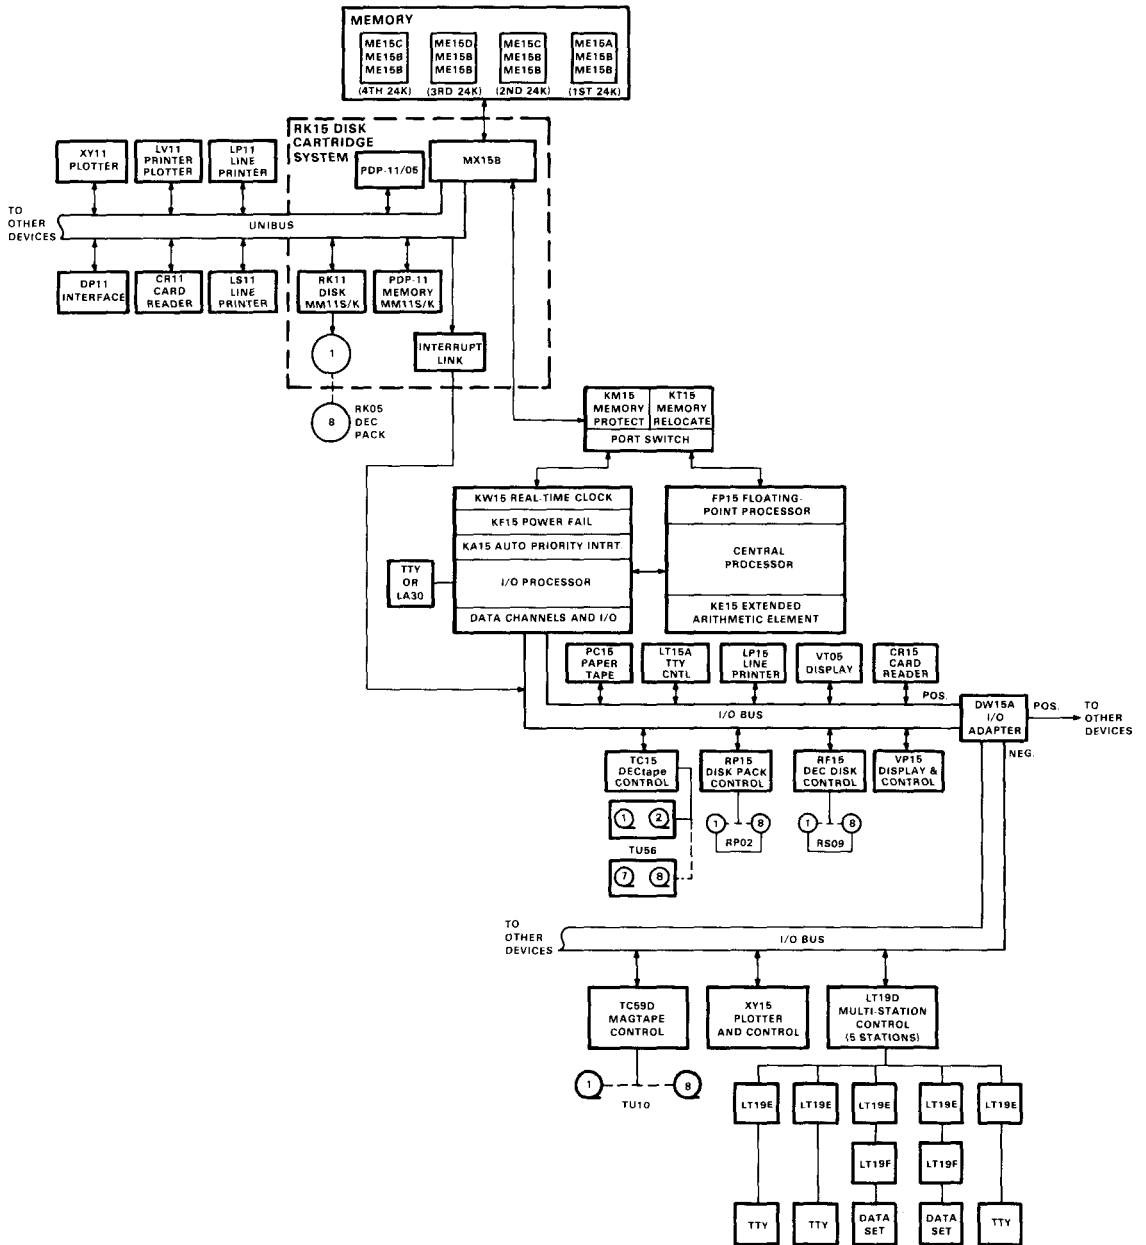 MEMORY
ME15C
ME15B
ME15B
(4TH 24K)
ME15D
ME15B
ME15B
(3RD 24K)
ME15C
ME15B
ME15B
(2ND 24K)
ME15A
ME15B
ME15B
(1ST 24K)
RK15 DISK
CARTRIDGE
SYSTEM
MX15B
PDP-11/05
XY11
PLOTTER
LV11
PRINTER
PLOTTER
LP11
LINE
PRINTER
TO
OTHER
DEVICES
UNIBUS
DP11
INTERFACE
CR11
CARD
READER
LS11
LINE
PRINTER
RK11
DISK
MM11S/K
PDP-11
MEMORY
MM11S/K
INTERRUPT
LINK
1
8
RK05
DEC
PACK
KM15
MEMORY
PROTECT
KT15
MEMORY
RELOCATE
PORT SWITCH
KW15 REAL-TIME CLOCK
KF15 POWER FAIL
KA15 AUTO PRIORITY INTRT.
I/O PROCESSOR
DATA CHANNELS AND I/O
TTY
OR
LA30
FP15 FLOATING-
POINT PROCESSOR
CENTRAL
PROCESSOR
KE15 EXTENDED
ARITHMETIC ELEMENT
PC15
PAPER
TAPE
LT15A
TTY
CNTL
LP15
LINE
PRINTER
VT05
DISPLAY
CR15
CARD
READER
POS.
I/O BUS
DW15A
I/O
ADAPTER
POS.
TO
OTHER
DEVICES
NEG.
TC15
DECtape
CONTROL
RP15
DISK PACK
CONTROL
RF15
DEC DISK
CONTROL
VP15
DISPLAY &
CONTROL
1 2
TU56
7 8
1 8
RP02
1 8
RS09
TO
OTHER
DEVICES
I/O BUS
TC59D
MAGTAPE
CONTROL
XY15
PLOTTER
AND CONTROL
LT19D
MULTI-STATION
CONTROL
(5 STATIONS)
1 8
TU10
LT19E LT19E LT19E LT19E LT19E
LT19F LT19F
TTY
TTY
DATA
SET
DATA
SET
TTY